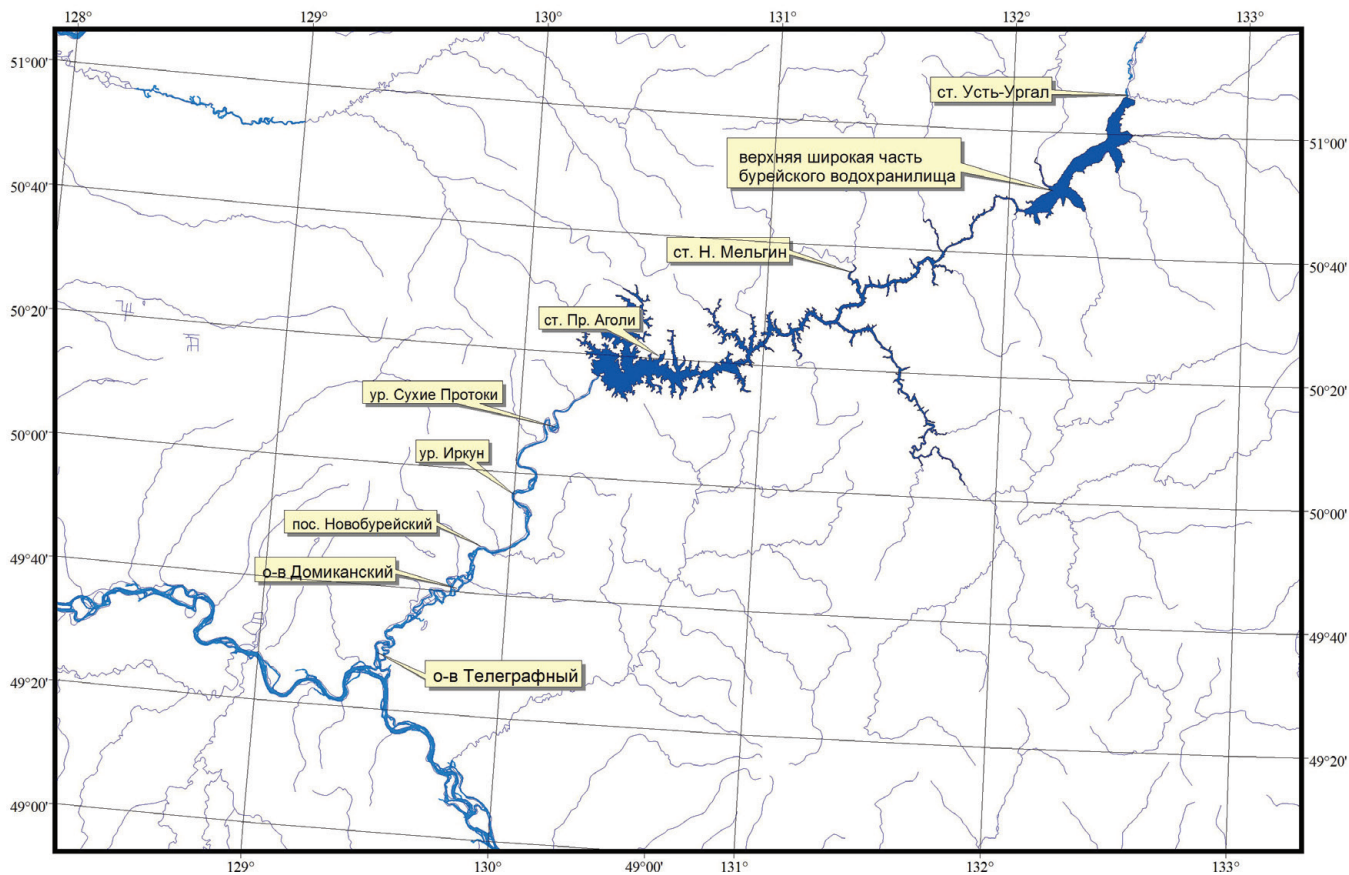 128°
129°
130°
131°
132°
133°
51°00'
ст. Усть-Ургал
верхняя широкая часть
бурейского водохранилища
51°00'
50°40'
ст. Н. Мельгин
50°40'
50°20'
ст. Пр. Аголи
50°20'
ур. Сухие Протоки
50°00'
ур. Иркун
50°00'
пос. Новобурейский
49°40'
о-в Домиканский
49°40'
о-в Телеграфный
49°20'
49°20'
49°00'
129°
130°
49°00'
131°
132°
133°